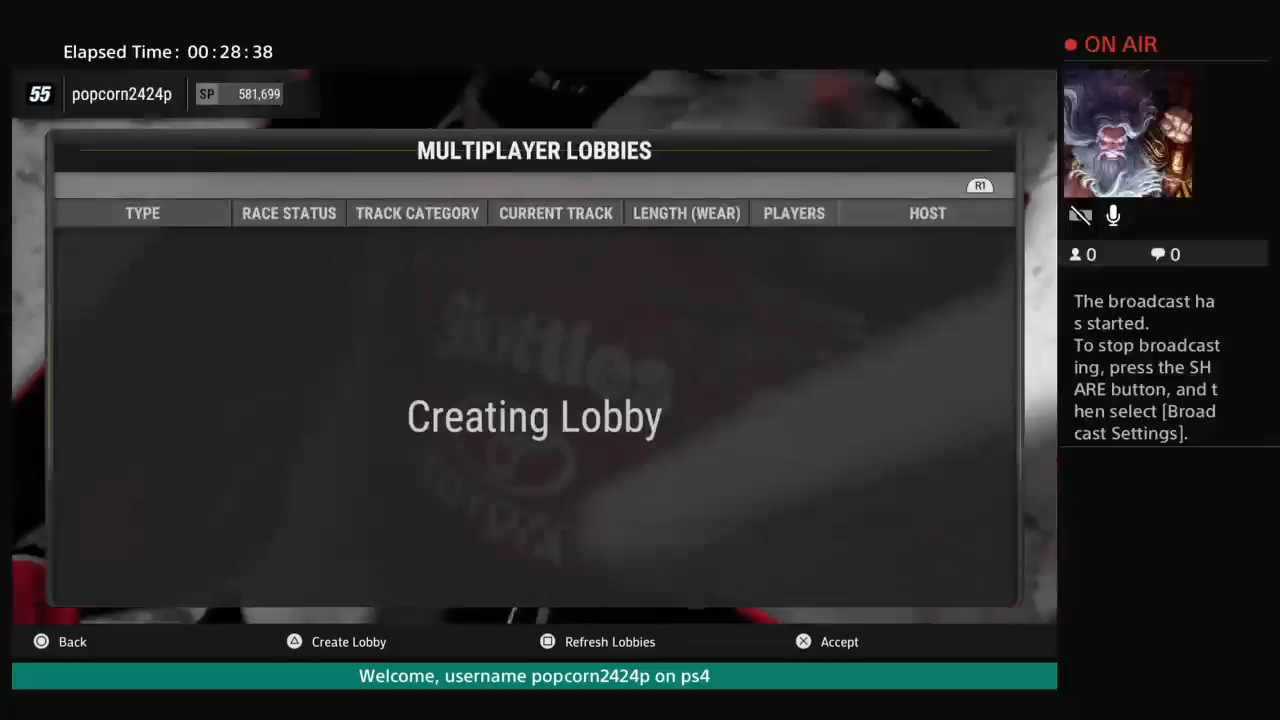 Elapsed Time: 00:28:38
ON AIR
55 popcorn2424p SP 581,699
MULTIPLAYER LOBBIES
R1
TYPE RACE STATUS TRACK CATEGORY CURRENT TRACK LENGTH (WEAR) PLAYERS HOST
0 0
The broadcast ha
s started.
To stop broadcast
ing, press the SH
ARE button, and t
hen select [Broad
cast Settings].
skittles
Creating Lobby
TOYOTA
Back Create Lobby Refresh Lobbies Accept
Welcome, username popcorn2424p on ps4